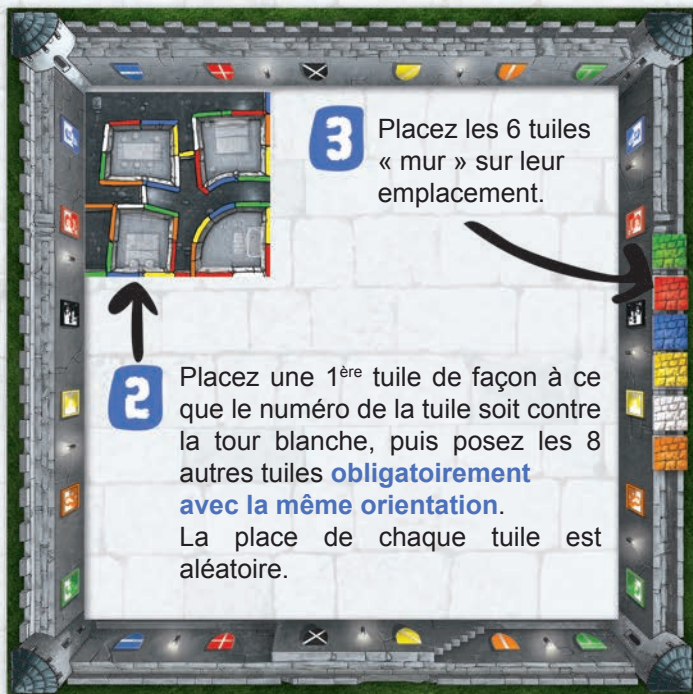 3
Placez les 6 tuiles
« mur » sur leur
emplacement.
2
Placez une 1ère tuile de façon à ce
que le numéro de la tuile soit contre
la tour blanche, puis posez les 8
autres tuiles obligatoirement
avec la même orientation.
La place de chaque tuile est
aléatoire.